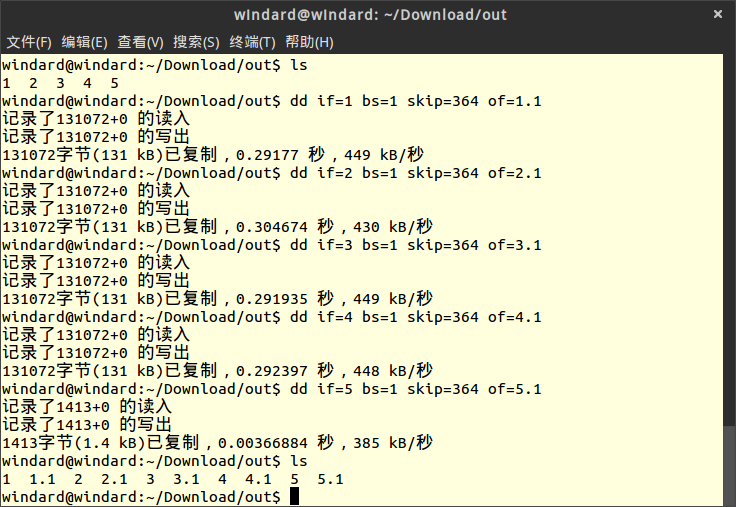 windard@windard: ~/Download/out
文件(F) 编辑(E) 查看(V) 搜索(S) 终端(T) 帮助(H)
windard@windard:~/Download/out$ ls
1  2  3  4  5
windard@windard:~/Download/out$ dd if=1 bs=1 skip=364 of=1.1
记录了131072+0 的读入
记录了131072+0 的写出
131072字节(131 kB)已复制，0.29177 秒，449 kB/秒
windard@windard:~/Download/out$ dd if=2 bs=1 skip=364 of=2.1
记录了131072+0 的读入
记录了131072+0 的写出
131072字节(131 kB)已复制，0.304674 秒，430 kB/秒
windard@windard:~/Download/out$ dd if=3 bs=1 skip=364 of=3.1
记录了131072+0 的读入
记录了131072+0 的写出
131072字节(131 kB)已复制，0.291935 秒，449 kB/秒
windard@windard:~/Download/out$ dd if=4 bs=1 skip=364 of=4.1
记录了131072+0 的读入
记录了131072+0 的写出
131072字节(131 kB)已复制，0.292397 秒，448 kB/秒
windard@windard:~/Download/out$ dd if=5 bs=1 skip=364 of=5.1
记录了1413+0 的读入
记录了1413+0 的写出
1413字节(1.4 kB)已复制，0.00366884 秒，385 kB/秒
windard@windard:~/Download/out$ ls
1  1.1  2  2.1  3  3.1  4  4.1  5  5.1
windard@windard:~/Download/out$